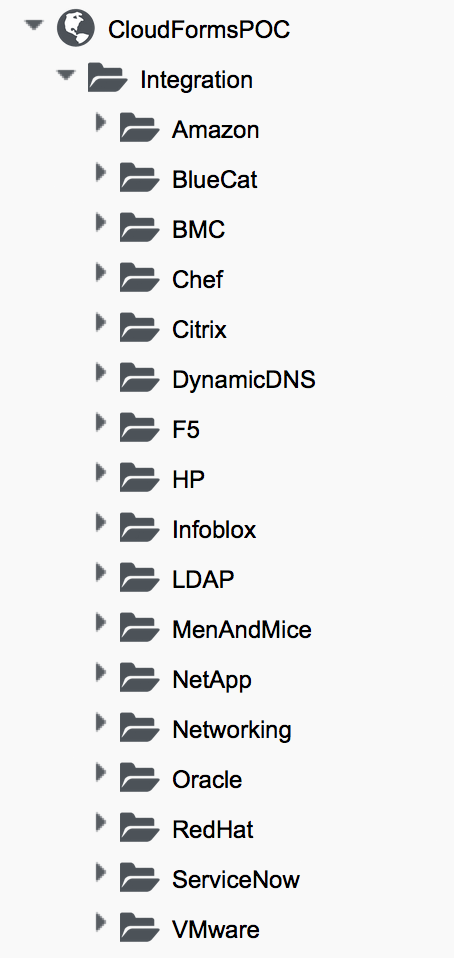 CloudFormsPOC
Integration
Amazon
BlueCat
BMC
Chef
Citrix
DynamicDNS
F5
HP
Infoblox
LDAP
MenAndMice
NetApp
Networking
Oracle
RedHat
ServiceNow
VMware